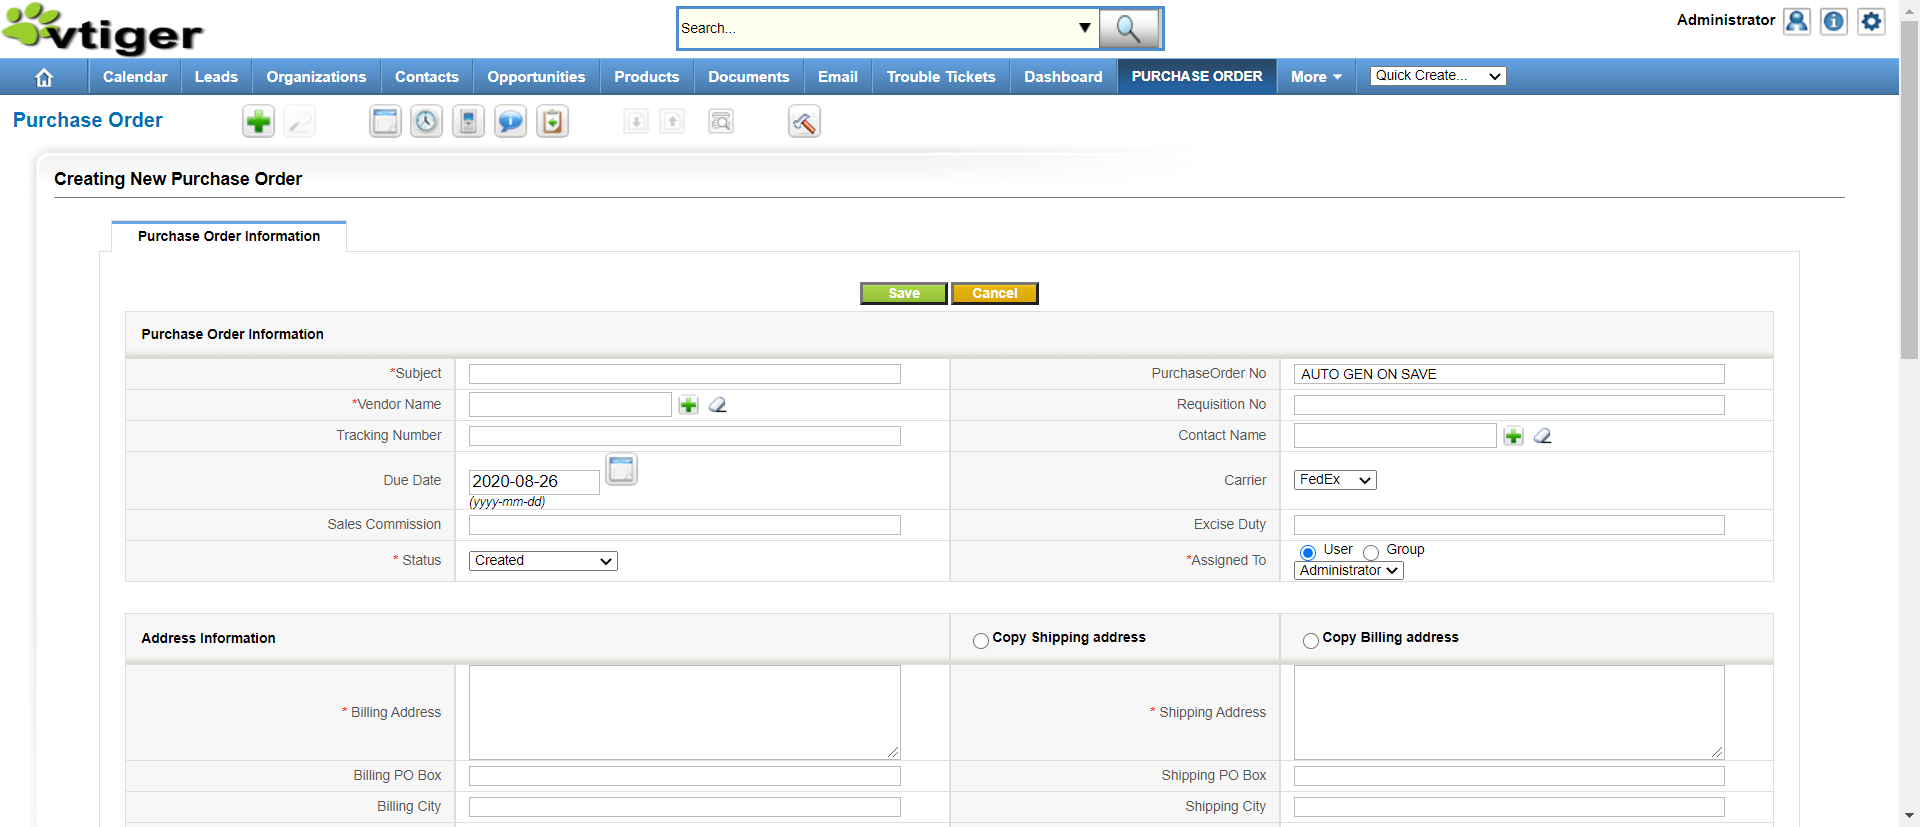 vtiger
Search...
Administrator
Calendar
Leads
Organizations
Contacts
Opportunities
Products
Documents
Email
Trouble Tickets
Dashboard
PURCHASE ORDER
More
Quick Create...
Purchase Order
Creating New Purchase Order
Purchase Order Information
Save
Cancel
Purchase Order Information
*Subject
PurchaseOrder No
AUTO GEN ON SAVE
*Vendor Name
Requisition No
Tracking Number
Contact Name
Due Date
2020-08-26
(yyyy-mm-dd)
Carrier
FedEx
Sales Commission
Excise Duty
* Status
Created
*Assigned To
User
Group
Administrator
Address Information
Copy Shipping address
Copy Billing address
* Billing Address
* Shipping Address
Billing PO Box
Shipping PO Box
Billing City
Shipping City